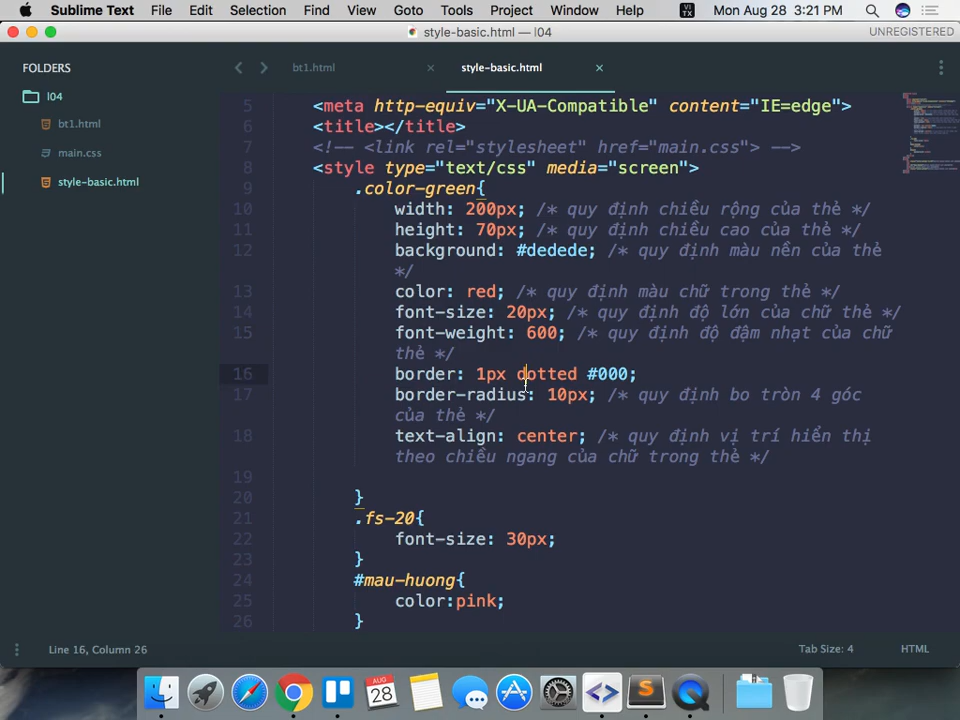 Sublime Text File Edit Selection Find View Goto Tools Project Window Help Mon Aug 28 3:21 PM
style-basic.html — l04 UNREGISTERED
FOLDERS
l04
bt1.html
main.css
style-basic.html
bt1.html × style-basic.html ×
5 <meta http-equiv="X-UA-Compatible" content="IE=edge">
6 <title></title>
7 <!-- <link rel="stylesheet" href="main.css"> -->
8 <style type="text/css" media="screen">
9 .color-green{
10 width: 200px; /* quy định chiều rộng của thẻ */
11 height: 70px; /* quy định chiều cao của thẻ */
12 background: #dedede; /* quy định màu nền của thẻ
*/
13 color: red; /* quy định màu chữ trong thẻ */
14 font-size: 20px; /* quy định độ lớn của chữ thẻ */
15 font-weight: 600; /* quy định độ đậm nhạt của chữ
thẻ */
16 border: 1px dotted #000;
17 border-radius: 10px; /* quy định bo tròn 4 góc
của thẻ */
18 text-align: center; /* quy định vị trí hiển thị
theo chiều ngang của chữ trong thẻ */
19
20 }
21 .fs-20{
22 font-size: 30px;
23 }
24 #mau-huong{
25 color:pink;
26 }
Line 16, Column 26 Tab Size: 4 HTML
AUG
28